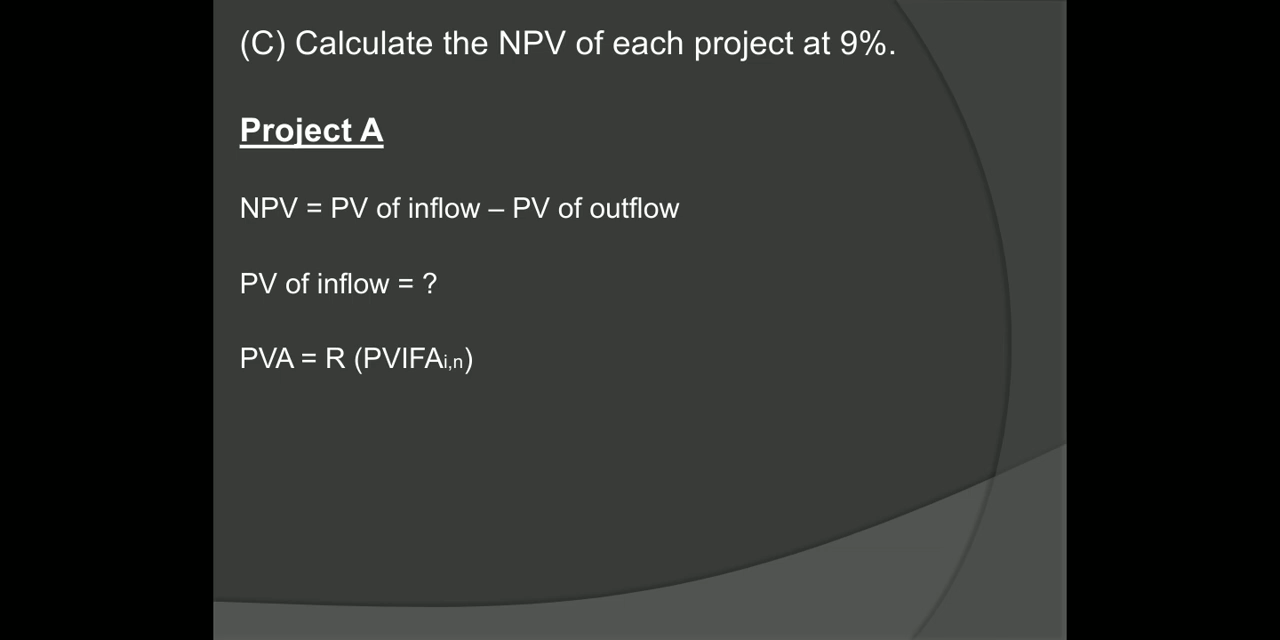 (C) Calculate the NPV of each project at 9%.
Project A
NPV = PV of inflow – PV of outflow
PV of inflow = ?
PVA = R (PVIFAi,n)